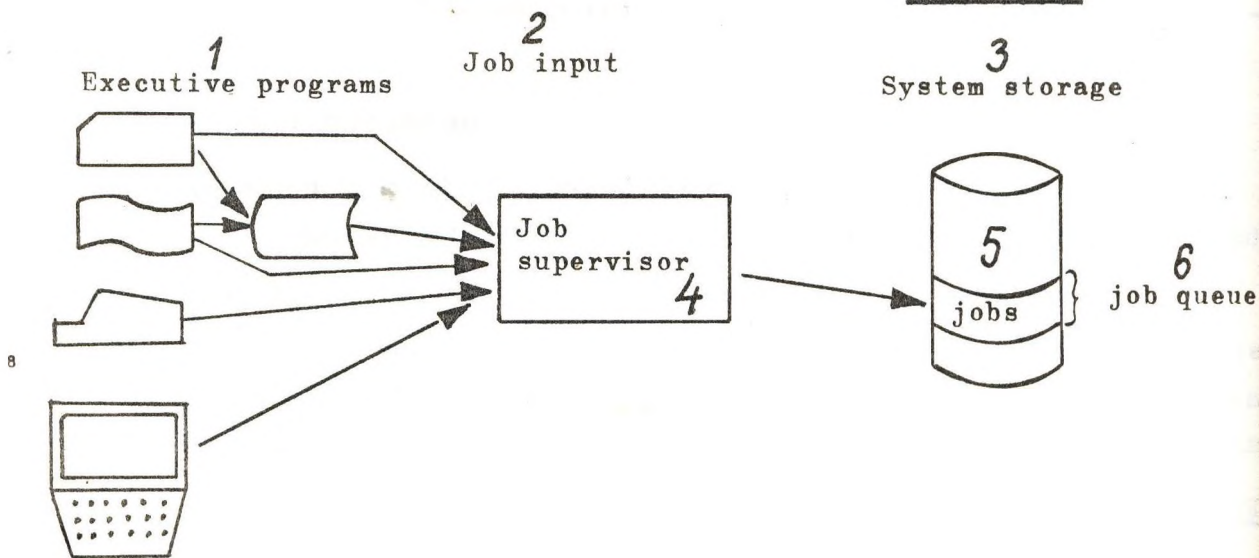 1
Executive programs
2
Job input
3
System storage
Job
supervisor
4
5
jobs
6
job queue
8